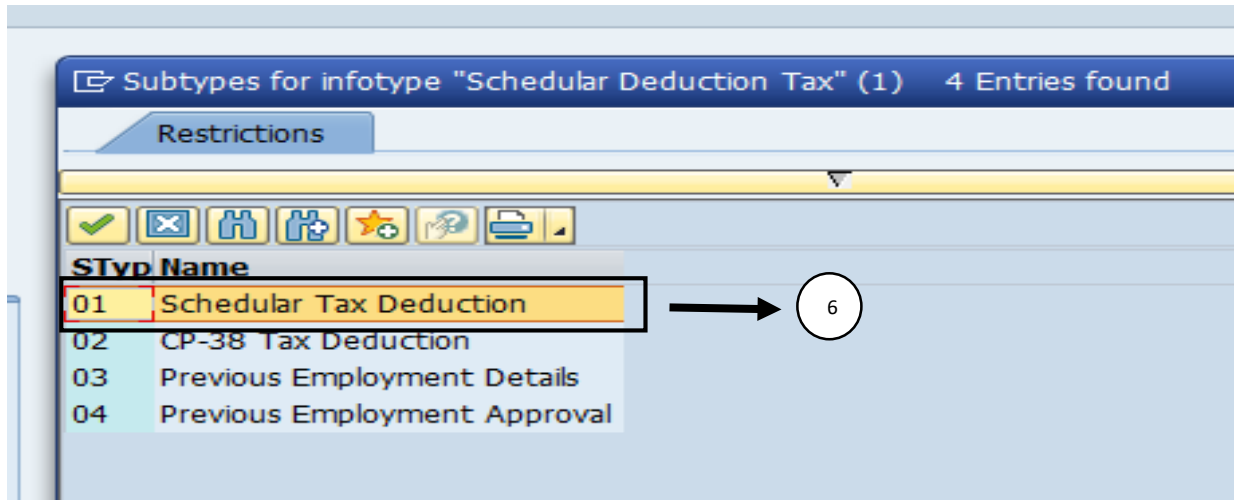 Subtypes for infotype "Schedular Deduction Tax" (1) 4 Entries found
Restrictions
STyp Name
01 Schedular Tax Deduction
6
02 CP-38 Tax Deduction
03 Previous Employment Details
04 Previous Employment Approval